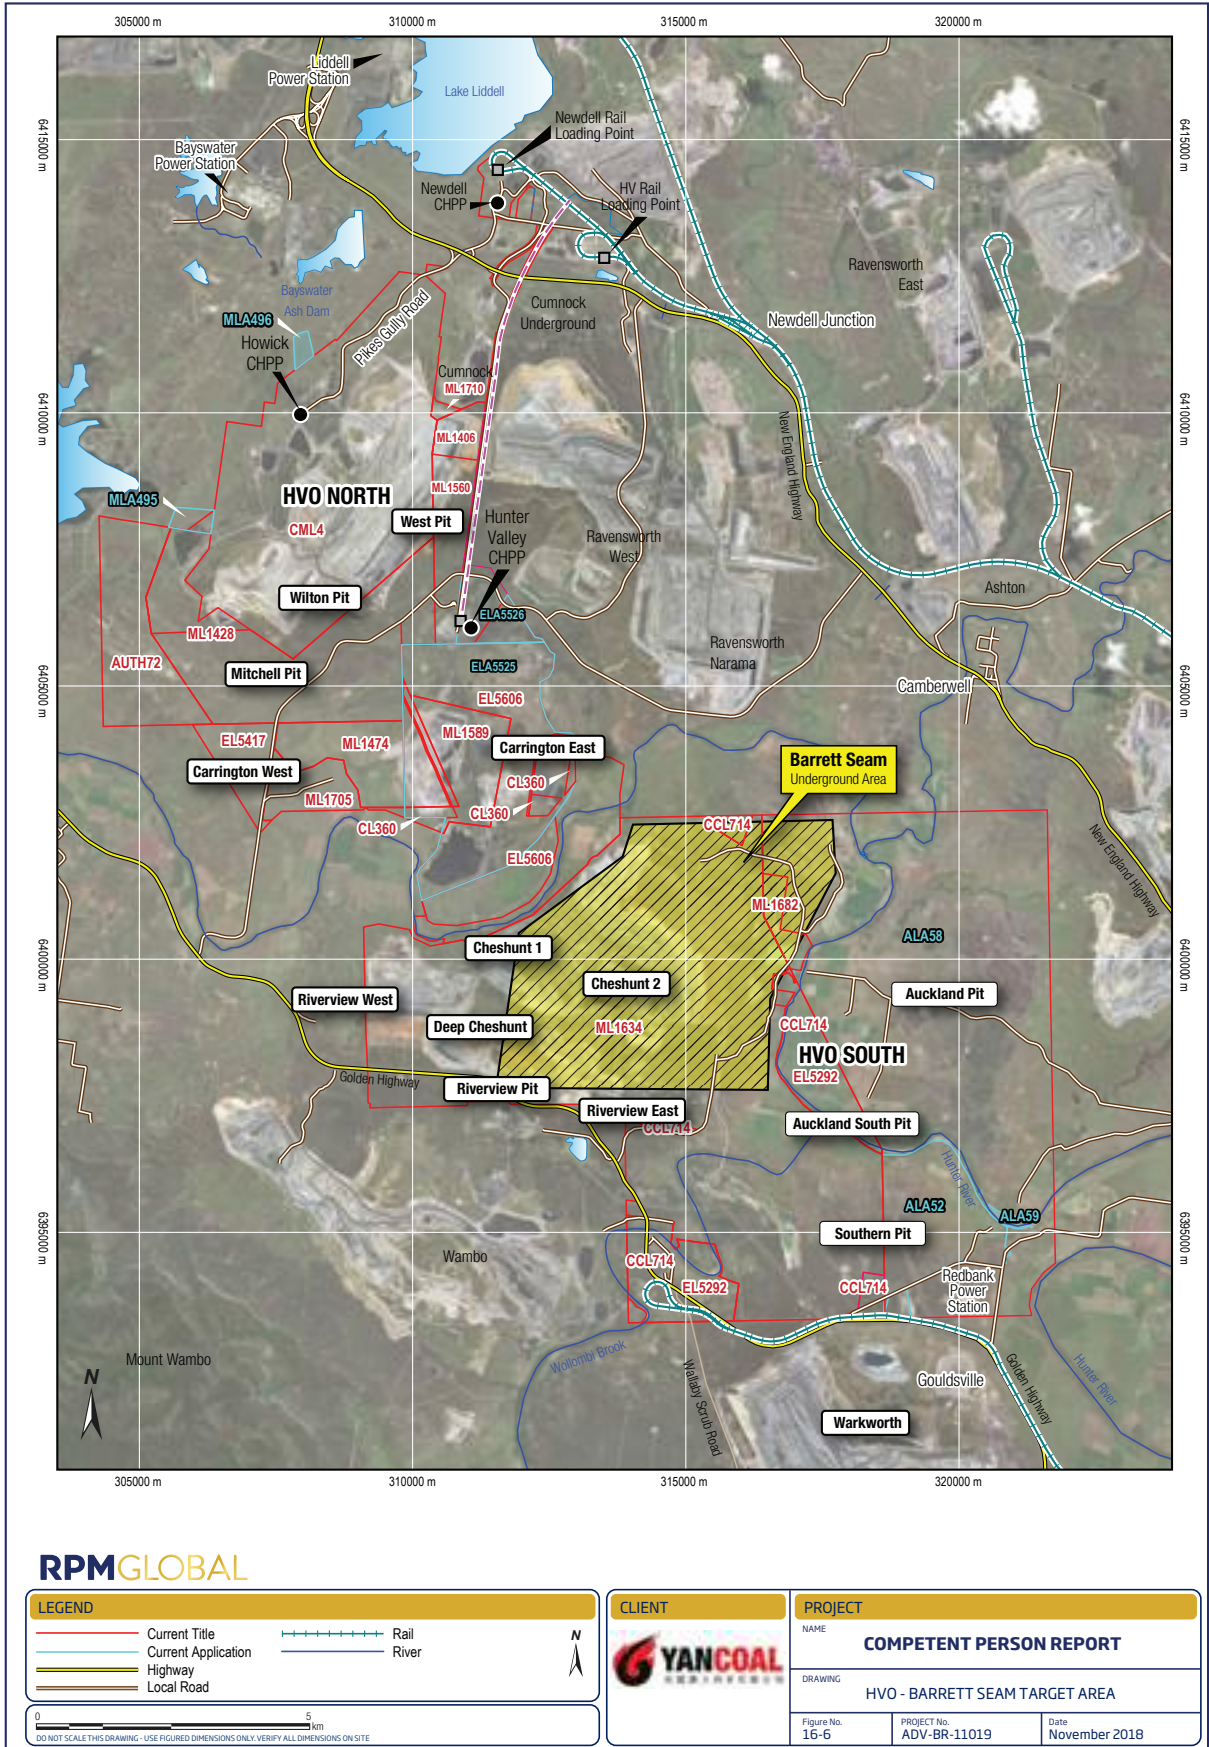 305000 m
310000 m
315000 m
320000 m
6415000 m
6410000 m
6405000 m
6400000 m
6395000 m
6415000 m
6410000 m
6405000 m
6400000 m
6395000 m
Liddell
Power Station
Lake Liddell
Newdell Rail
Loading Point
Bayswater
Power Station
Newdell
CHPP
HV Rail
Loading Point
Ravensworth
East
Bayswater
Ash Dam
MLA496
Howick
CHPP
Pikes Gully Road
Cumnock
Underground
Newdell Junction
Cumnock
ML1710
ML1406
ML1560
New England Highway
MLA495
HVO NORTH
CML4
West Pit
Hunter
Valley
CHPP
Ravensworth
West
Wilton Pit
ELA5526
Ashton
ML1428
AUTH72
Mitchell Pit
ELA5525
Ravensworth
Narama
Camberwell
EL5606
EL5417
ML1474
ML1589
Carrington East
Carrington West
ML1705
CL360
CL360
CL360
Barrett Seam
Underground Area
CCL714
EL5606
New England Highway
ML1682
Cheshunt 1
ALA58
Cheshunt 2
Auckland Pit
Riverview West
Deep Cheshunt
ML1634
CCL714
HVO SOUTH
EL5292
Golden Highway
Riverview Pit
Riverview East
CCL714
Auckland South Pit
Hunter River
ALA52
ALA59
Southern Pit
Wambo
CCL714
EL5292
CCL714
Redbank
Power
Station
Mount Wambo
Wollombi Brook
Wallaby Scrub Road
Gouldsville
Golden Highway
Hunter River
Warkworth
N
305000 m
310000 m
315000 m
320000 m
RPMGLOBAL
LEGEND
Current Title
Current Application
Highway
Local Road
Rail
River
N
0
5
km
DO NOT SCALE THIS DRAWING - USE FIGURED DIMENSIONS ONLY. VERIFY ALL DIMENSIONS ON SITE
CLIENT
YANCOAL
PROJECT
NAME
COMPETENT PERSON REPORT
DRAWING
HVO - BARRETT SEAM TARGET AREA
Figure No.
16-6
PROJECT No.
ADV-BR-11019
Date
November 2018